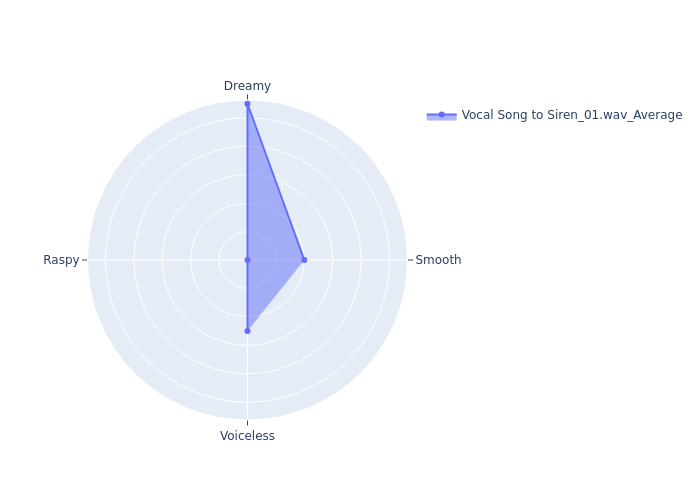 Dreamy
Vocal Song to Siren_01.wav_Average
Raspy
Smooth
Voiceless